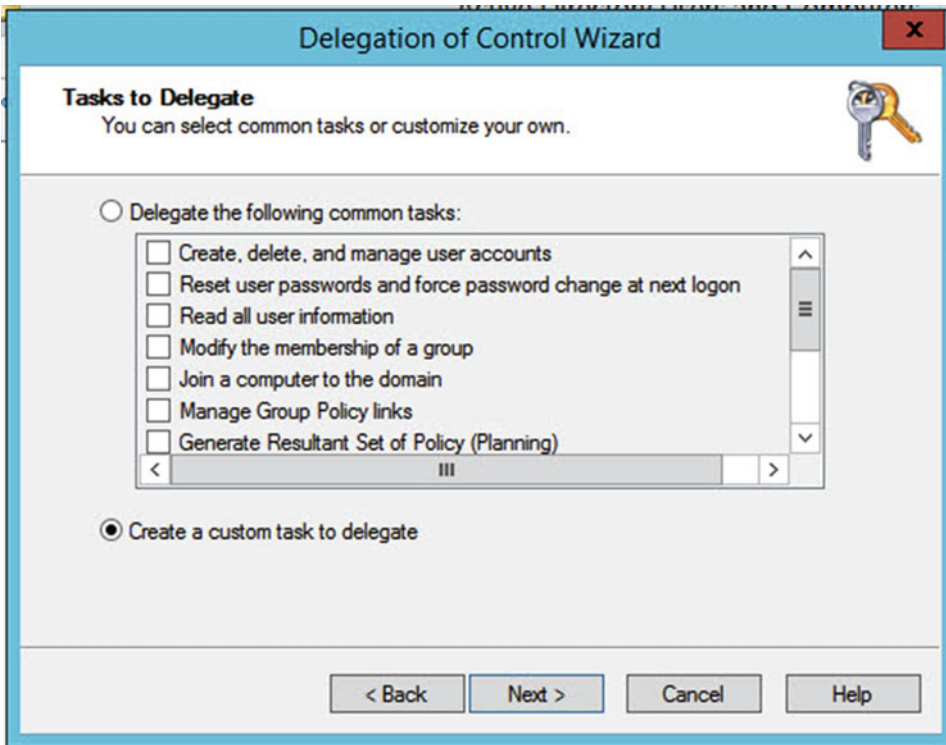 Delegation of Control Wizard
x
Tasks to Delegate
You can select common tasks or customize your own.
Delegate the following common tasks:
Create, delete, and manage user accounts
Reset user passwords and force password change at next logon
Read all user information
Modify the membership of a group
Join a computer to the domain
Manage Group Policy links
Generate Resultant Set of Policy (Planning)
Create a custom task to delegate
< Back Next > Cancel Help